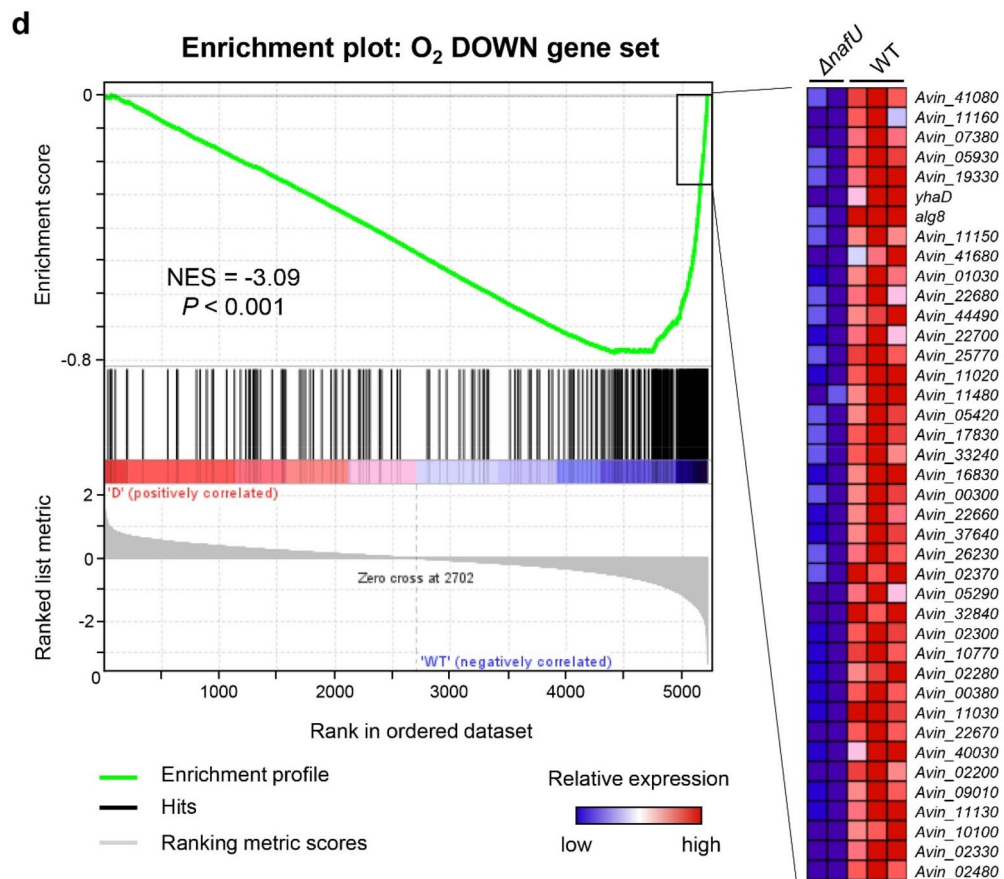 d
Enrichment plot: O₂ DOWN gene set
ΔnafU
WT
Enrichment score
0
-0.8
NES = -3.09
P < 0.001
'D' (positively correlated)
Ranked list metric
2
0
-2
Zero cross at 2702
'WT' (negatively correlated)
0 1000 2000 3000 4000 5000
Rank in ordered dataset
Enrichment profile
Hits
Ranking metric scores
Relative expression
low high
Avin_41080
Avin_11160
Avin_07380
Avin_05930
Avin_19330
yhaD
alg8
Avin_11150
Avin_41680
Avin_01030
Avin_22680
Avin_44490
Avin_22700
Avin_25770
Avin_11020
Avin_11480
Avin_05420
Avin_17830
Avin_33240
Avin_16830
Avin_00300
Avin_22660
Avin_37640
Avin_26230
Avin_02370
Avin_05290
Avin_32840
Avin_02300
Avin_10770
Avin_02280
Avin_00380
Avin_11030
Avin_22670
Avin_40030
Avin_02200
Avin_09010
Avin_11130
Avin_10100
Avin_02330
Avin_02480